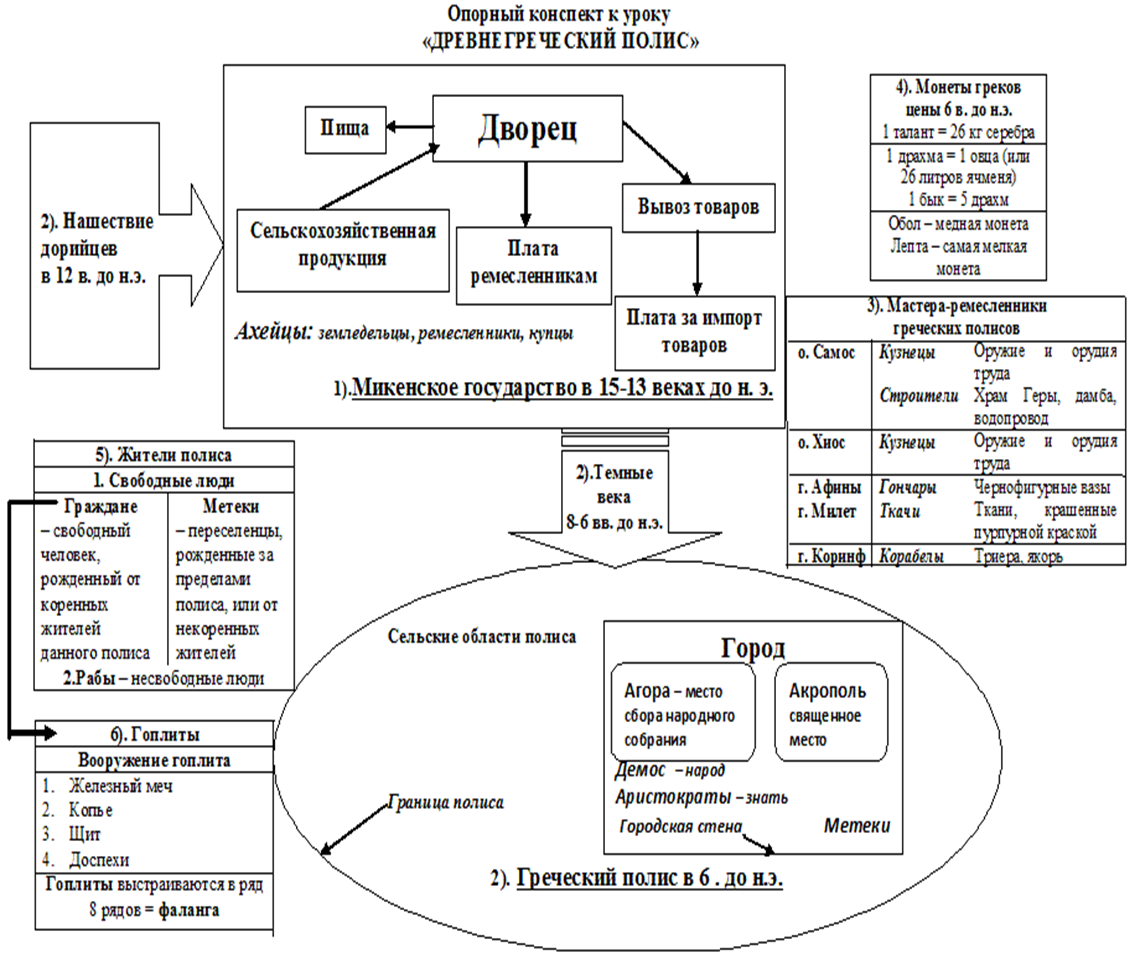 Опорный конспект к уроку
«ДРЕВНЕГРЕЧЕСКИЙ ПОЛИС»
2). Нашествие
дорийцев
в 12 в. до н.э.
Пища
Дворец
Сельскохозяйственная
продукция
Плата
ремесленникам
Вывоз товаров
Плата за импорт
товаров
Ахейцы: земледельцы, ремесленники, купцы
1).Микенское государство в 15-13 веках до н. э.
4). Монеты греков
цены 6 в. до н.э.
1 талант = 26 кг серебра
1 драхма = 1 овца (или
26 литров ячменя)
1 бык = 5 драхм
Обол – медная монета
Лепта – самая мелкая
монета
3). Мастера-ремесленники
греческих полисов
о. Самос Кузнецы Оружие и орудия
труда
Строители Храм Геры, дамба,
водопровод
о. Хиос Кузнецы Оружие и орудия
труда
г. Афины Гончары Чернофигурные вазы
г. Милет Ткачи Ткани, крашенные
пурпурной краской
г. Коринф Корабелы Триера, якорь
2).Темные
века
8-6 вв. до н.э.
5). Жители полиса
1. Свободные люди
Граждане
– свободный
человек,
рожденный от
коренных
жителей
данного полиса
Метеки
– переселенцы,
рожденные за
пределами
полиса, или от
некоренных
жителей
2.Рабы – несвободные люди
6). Гоплиты
Вооружение гоплита
1. Железный меч
2. Копье
3. Щит
4. Доспехи
Гоплиты выстраиваются в ряд
8 рядов = фаланга
Сельские области полиса
Город
Агора – место
сбора народного
собрания
Акрополь
священное
место
Демос – народ
Аристократы – знать
Городская стена
Метеки
Граница полиса
2). Греческий полис в 6 . до н.э.